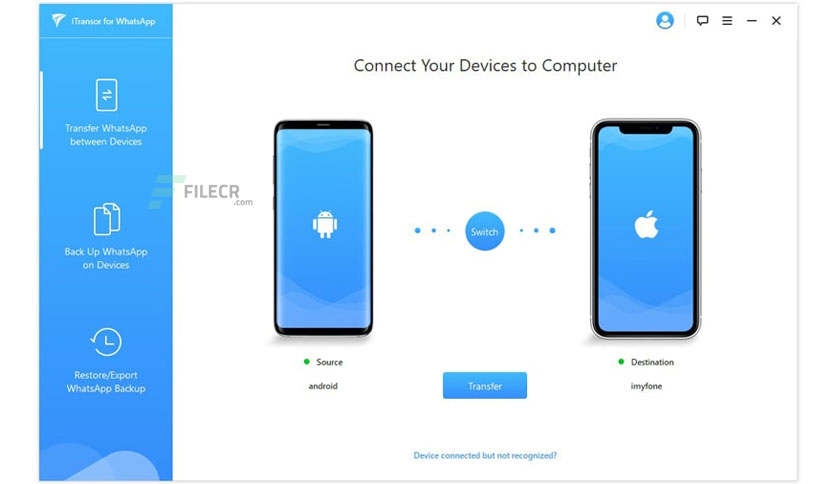 iTransor for WhatsApp
Connect Your Devices to Computer
Transfer WhatsApp
between Devices
FILECR
.com
Back Up WhatsApp
on Devices
Switch
Restore/Export
WhatsApp Backup
Source
android
Transfer
Destination
imyfone
Device connected but not recognized?